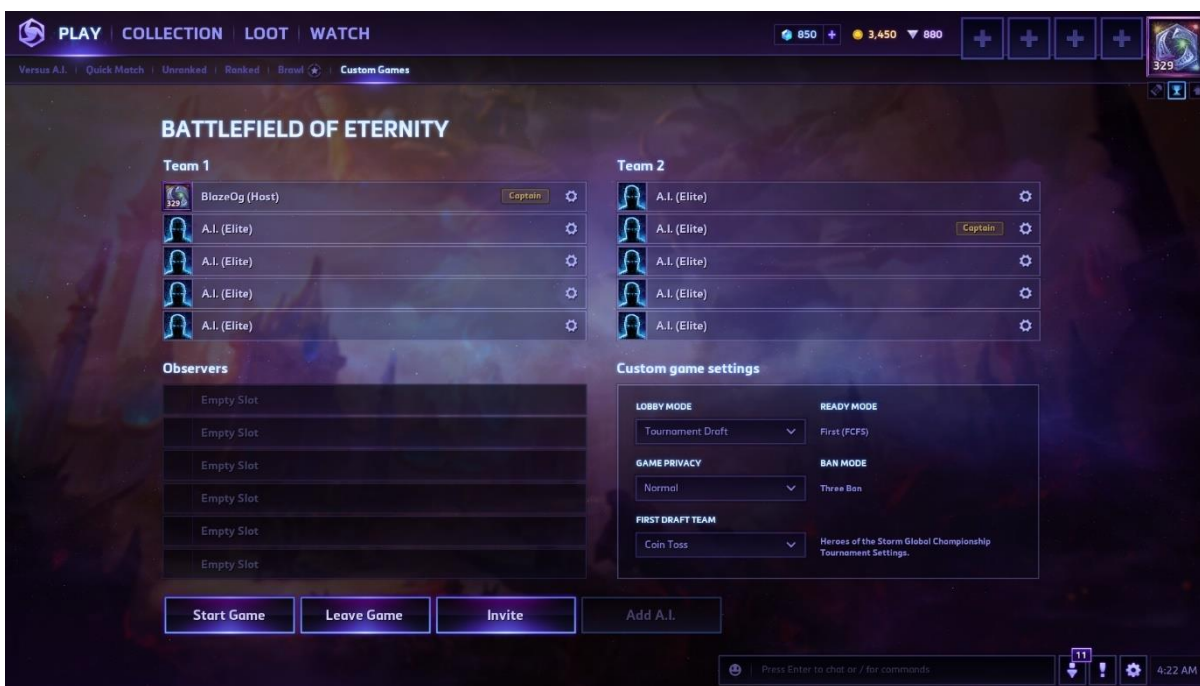 PLAY COLLECTION LOOT WATCH
850 + 3,450 880
329
Versus A.I. Quick Match Unranked Ranked Brawl Custom Games
BATTLEFIELD OF ETERNITY
Team 1
329 BlazeOg (Host) Captain
A.I. (Elite)
A.I. (Elite)
A.I. (Elite)
A.I. (Elite)
Team 2
A.I. (Elite)
A.I. (Elite) Captain
A.I. (Elite)
A.I. (Elite)
A.I. (Elite)
Observers
Empty Slot
Empty Slot
Empty Slot
Empty Slot
Empty Slot
Empty Slot
Custom game settings
LOBBY MODE READY MODE
Tournament Draft First (FCFS)
GAME PRIVACY BAN MODE
Normal Three Ban
FIRST DRAFT TEAM
Coin Toss Heroes of the Storm Global Championship
Tournament Settings.
Start Game Leave Game Invite Add A.I.
Press Enter to chat or / for commands 11 4:22 AM